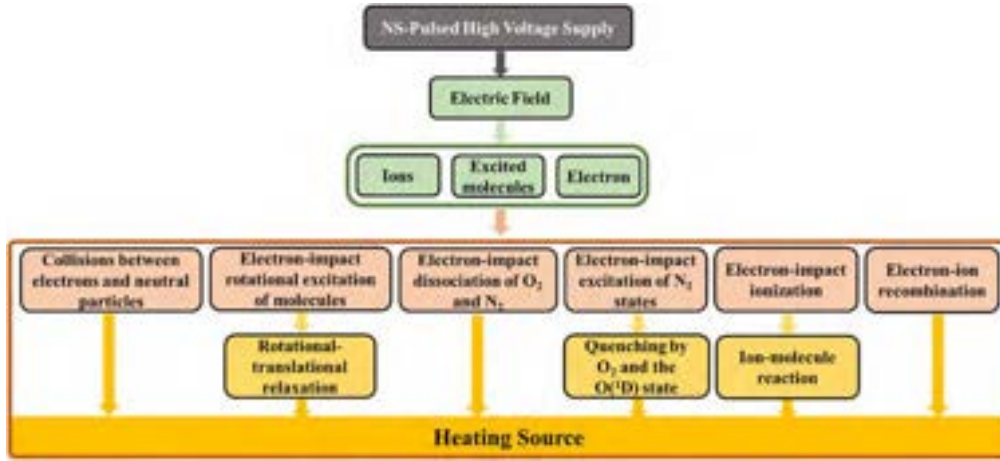 NS-Pulsed High Voltage Supply
Electric Field
Ions
Excited
molecules
Electron
Collisions between
electrons and neutral
particles
Electron-impact
rotational excitation
of molecules
Electron-impact
dissociation of O₂
and N₂
Electron-impact
excitation of N₂
states
Electron-impact
ionization
Electron-ion
recombination
Rotational-
translational
relaxation
Quenching by
O₂ and the
O(¹D) state
Ion-molecule
reaction
Heating Source